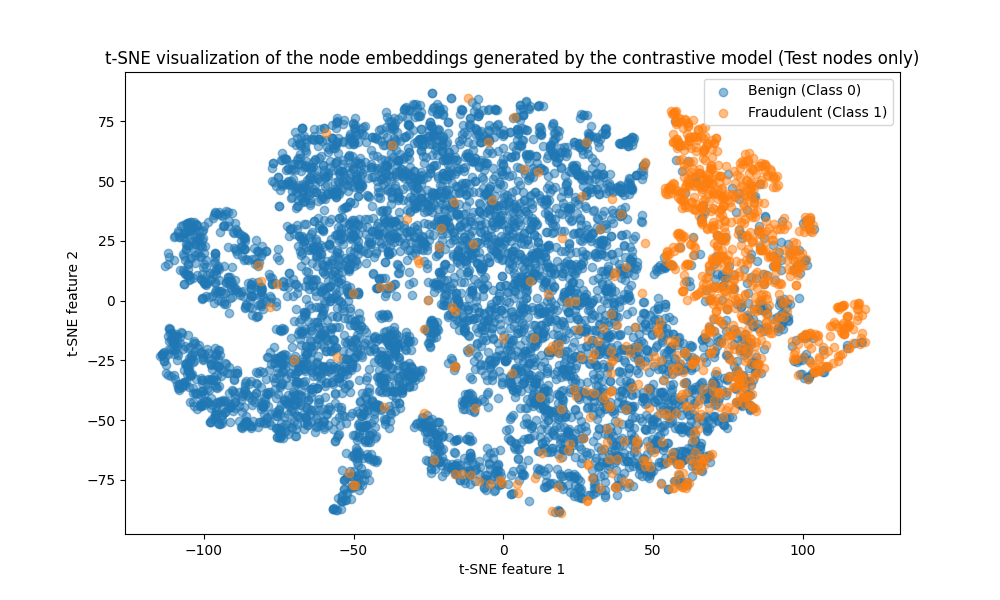 t-SNE visualization of the node embeddings generated by the contrastive model (Test nodes only)
Benign (Class 0)
Fraudulent (Class 1)
75
50
25
0
−25
−50
−75
t-SNE feature 2
−100
−50
0
50
100
t-SNE feature 1